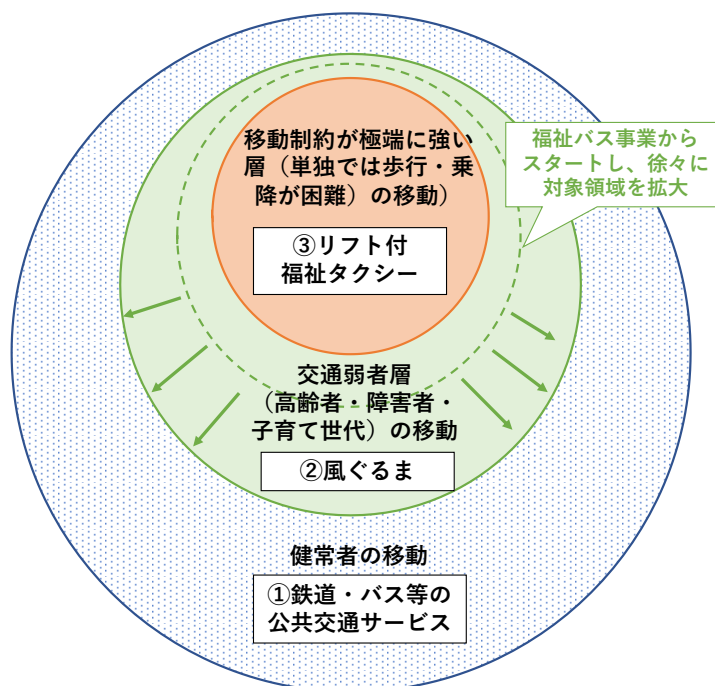 移動制約が極端に強い
層（単独では歩行・乗
降が困難）の移動）
③リフト付
福祉タクシー
福祉バス事業から
スタートし、徐々に
対象領域を拡大
交通弱者層
（高齢者・障害者・
子育て世代）の移動
②風ぐるま
健常者の移動
①鉄道・バス等の
公共交通サービス